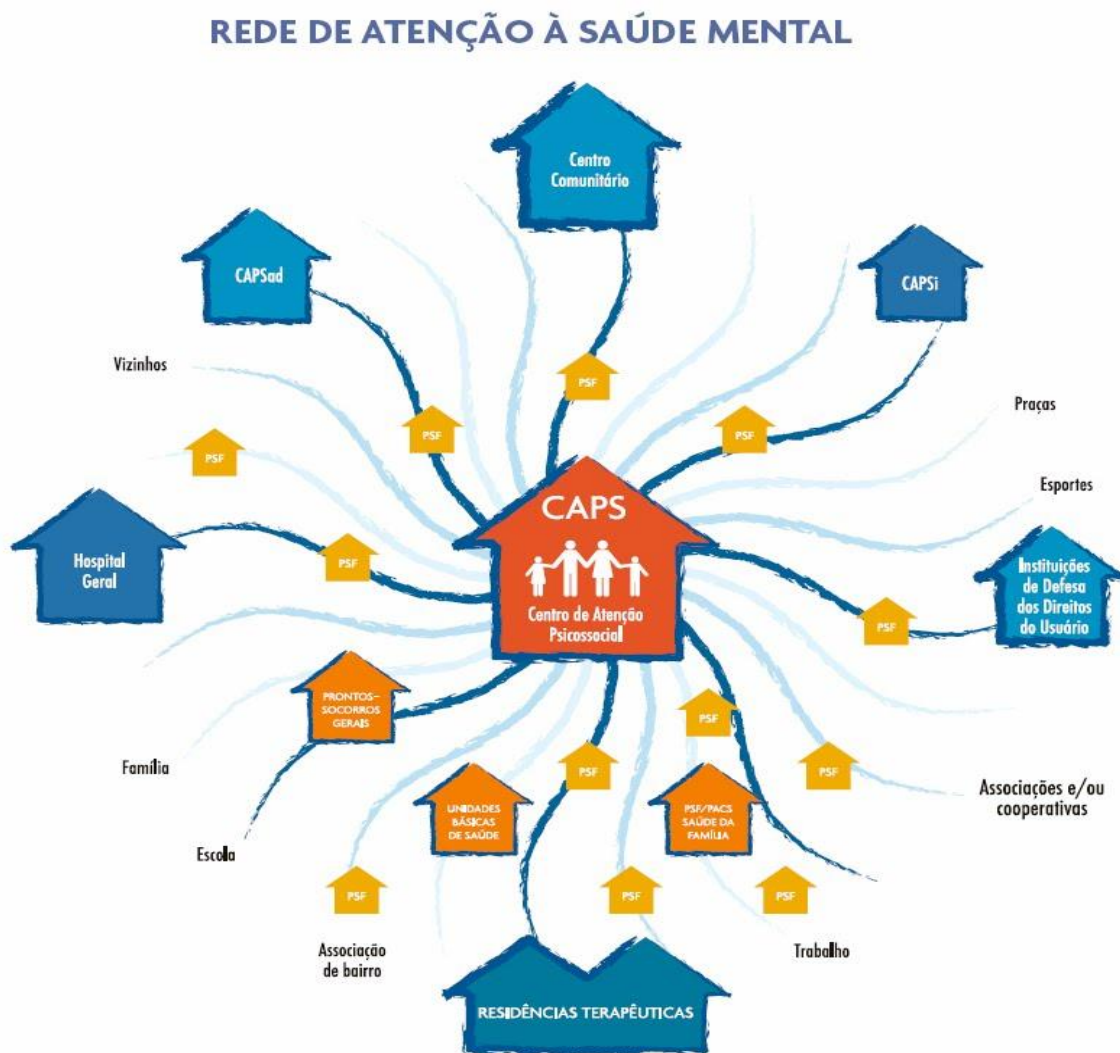 REDE DE ATENÇÃO À SAÚDE MENTAL
Centro
Comunitário
CAPSad
CAPSi
Vizinhos
PSF
PSF
PSF
Praças
PSF
Esportes
CAPS
Centro de Atenção
Psicossocial
Hospital
Geral
PSF
Instituições
de Defesa
dos Direitos
do Usuário
PSF
PRONTOS–
SOCORROS
GERAIS
PSF
Família
PSF
PSF
Associações e/ou
cooperativas
UNIDADES
BÁSICAS
DE SAÚDE
PSF/PACS
SAÚDE DA
FAMÍLIA
Escola
PSF
PSF
PSF
Associação
de bairro
Trabalho
RESIDÊNCIAS TERAPÊUTICAS